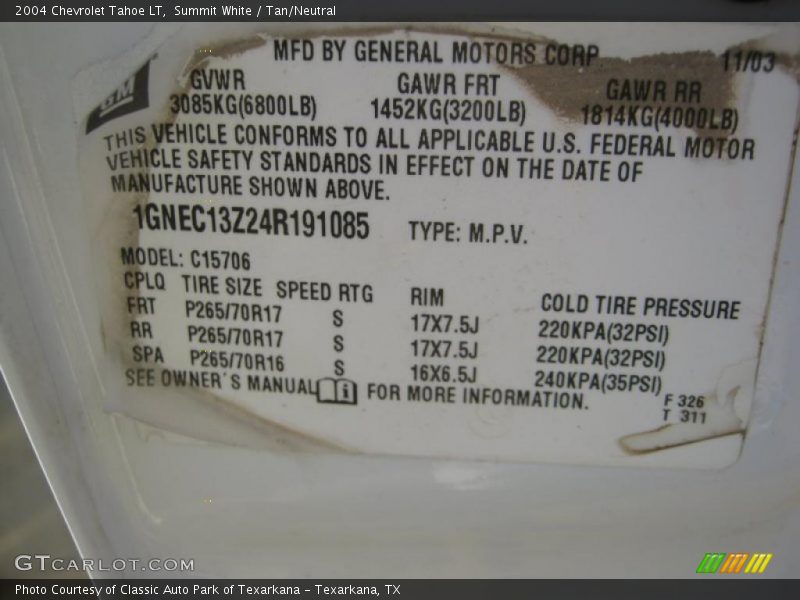 2004 Chevrolet Tahoe LT, Summit White / Tan/Neutral
MFD BY GENERAL MOTORS CORP 11/03
GM
GVWR GAWR FRT GAWR RR
3085KG(6800LB) 1452KG(3200LB) 1814KG(4000LB)
THIS VEHICLE CONFORMS TO ALL APPLICABLE U.S. FEDERAL MOTOR
VEHICLE SAFETY STANDARDS IN EFFECT ON THE DATE OF
MANUFACTURE SHOWN ABOVE.
1GNEC13Z24R191085 TYPE: M.P.V.
MODEL: C15706
CPLQ TIRE SIZE SPEED RTG RIM COLD TIRE PRESSURE
FRT P265/70R17 S 17X7.5J 220KPA(32PSI)
RR P265/70R17 S 17X7.5J 220KPA(32PSI)
SPA P265/70R16 S 16X6.5J 240KPA(35PSI)
SEE OWNER'S MANUAL FOR MORE INFORMATION.
F 326
T 311
GTCARLOT.COM
Photo Courtesy of Classic Auto Park of Texarkana - Texarkana, TX